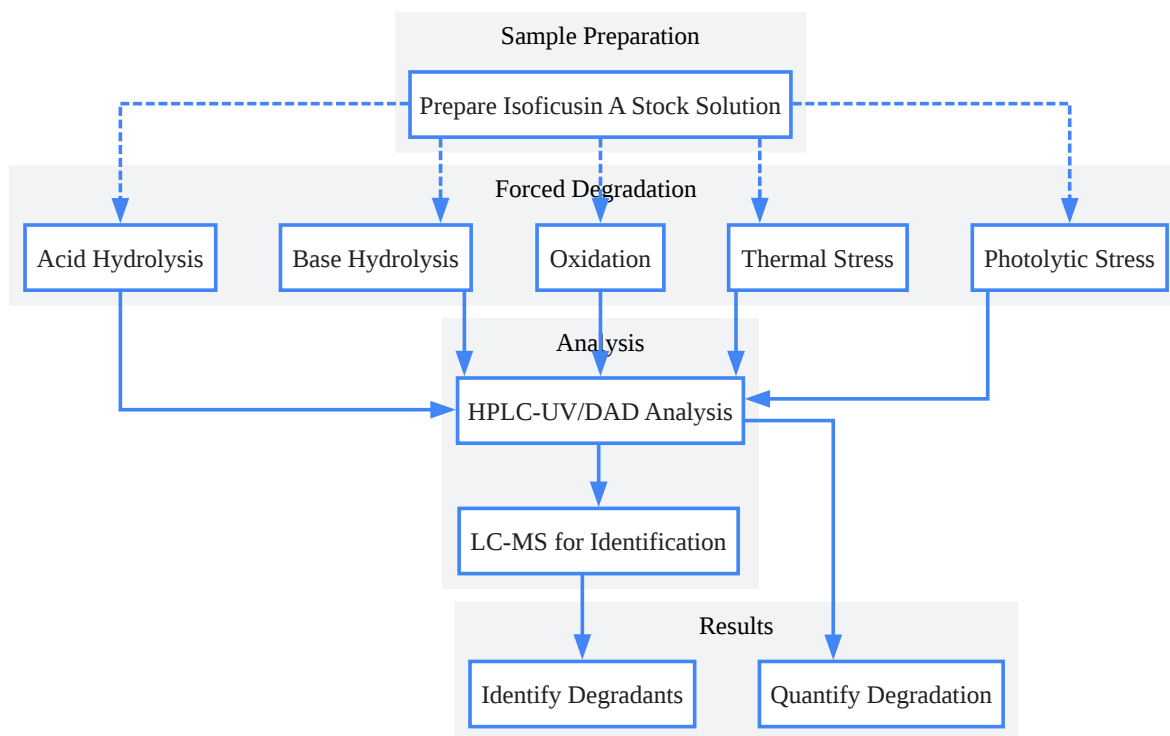 Sample Preparation
Prepare Isoficusin A Stock Solution
Forced Degradation
Acid Hydrolysis
Base Hydrolysis
Oxidation
Thermal Stress
Photolytic Stress
Analysis
HPLC-UV/DAD Analysis
LC-MS for Identification
Results
Identify Degradants
Quantify Degradation